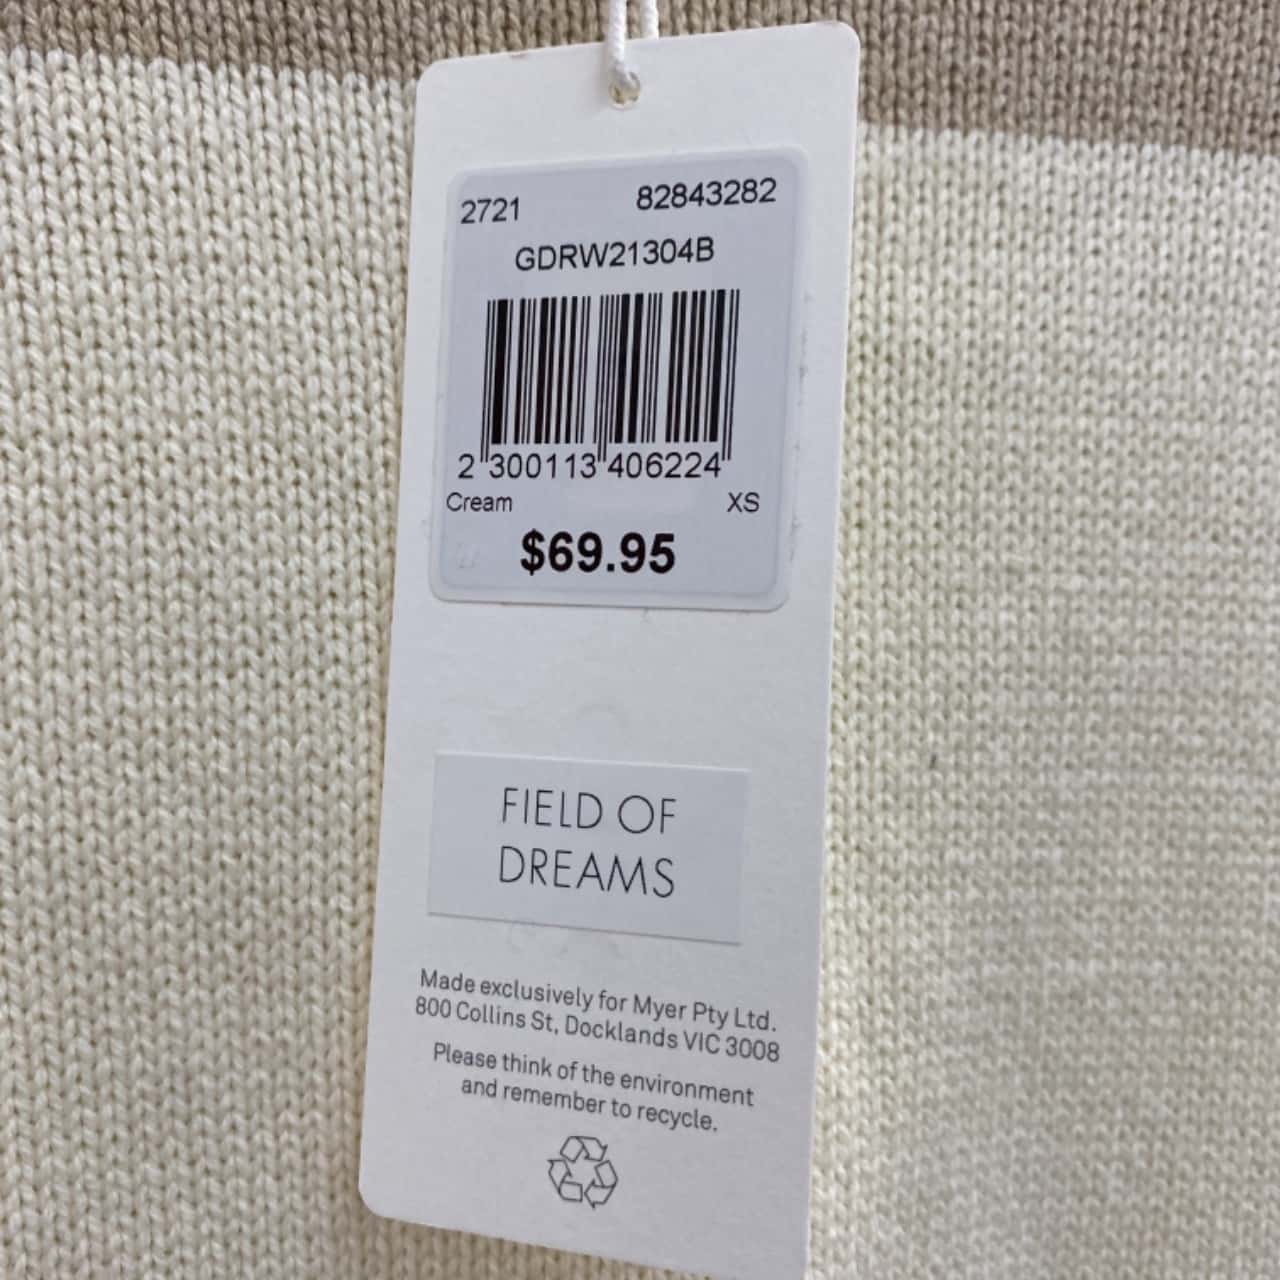 2721 82843282
GDRW21304B
2 300113 406224
Cream XS
$69.95
FIELD OF
DREAMS
Made exclusively for Myer Pty Ltd.
800 Collins St, Docklands VIC 3008
Please think of the environment
and remember to recycle.